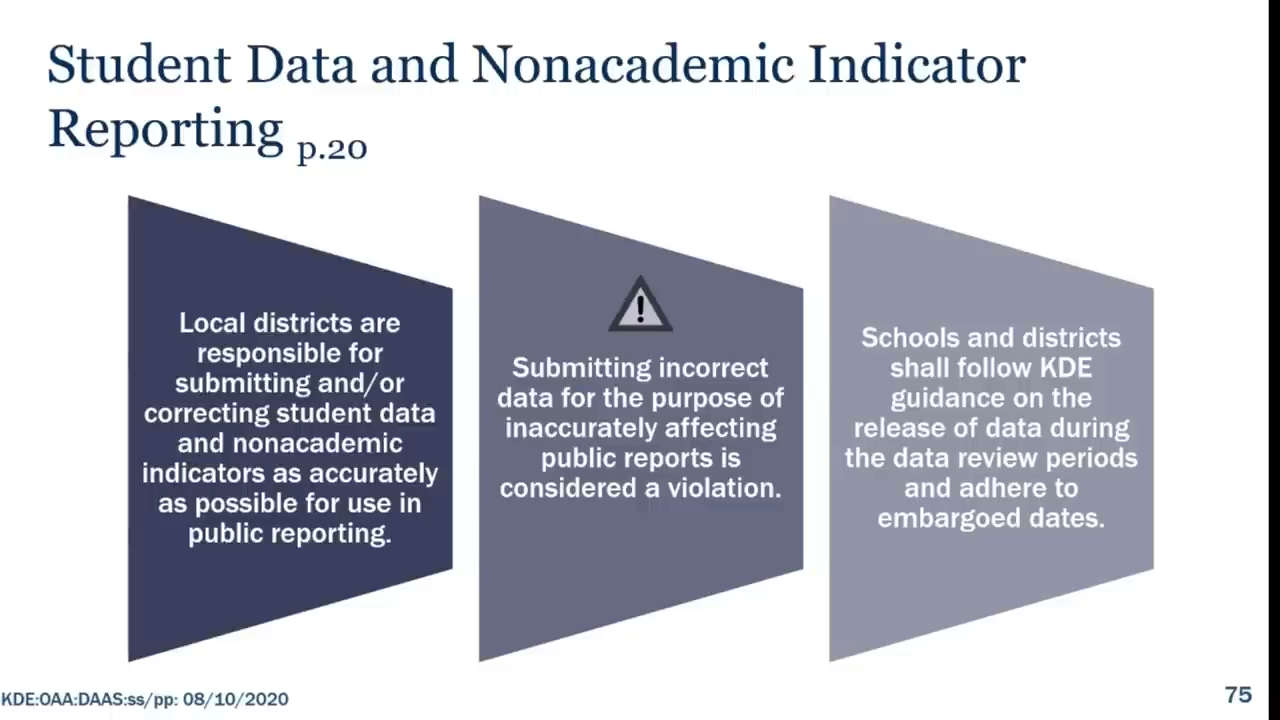 Student Data and Nonacademic Indicator
Reporting p.20
Local districts are
responsible for
submitting and/or
correcting student data
and nonacademic
indicators as accurately
as possible for use in
public reporting.
!
Submitting incorrect
data for the purpose of
inaccurately affecting
public reports is
considered a violation.
Schools and districts
shall follow KDE
guidance on the
release of data during
the data review periods
and adhere to
embargoed dates.
KDE:OAA:DAAS:ss/pp: 08/10/2020
75